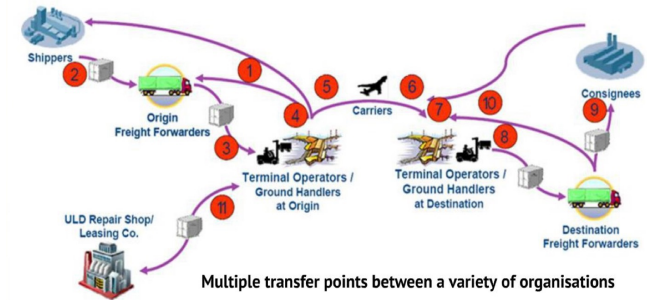 Shippers
2
1
5
6
Carriers
Consignees
9
Origin
Freight Forwarders
4
3
7
10
8
Terminal Operators /
Ground Handlers
at Origin
Terminal Operators /
Ground Handlers
at Destination
11
ULD Repair Shop/
Leasing Co.
Destination
Freight Forwarders
Multiple transfer points between a variety of organisations